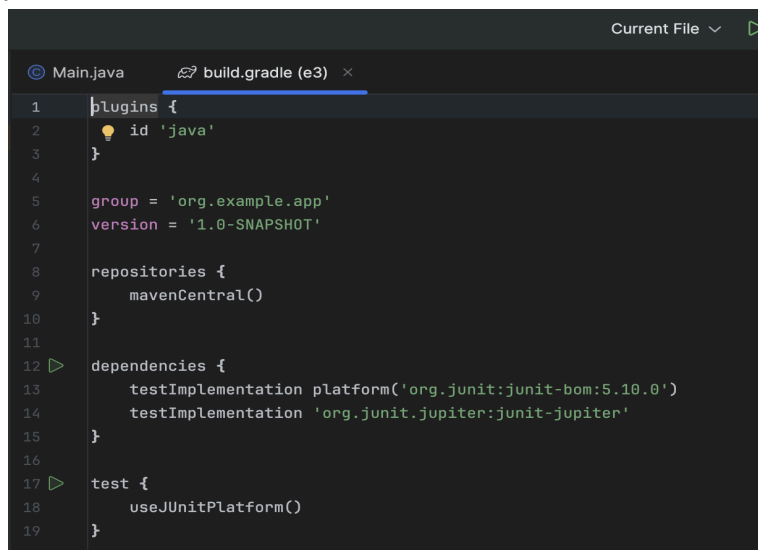 Current File
Main.java build.gradle (e3)
1 plugins {
2 id 'java'
3 }
4
5 group = 'org.example.app'
6 version = '1.0-SNAPSHOT'
7
8 repositories {
9 mavenCentral()
10 }
11
12 dependencies {
13 testImplementation platform('org.junit:junit-bom:5.10.0')
14 testImplementation 'org.junit.jupiter:junit-jupiter'
15 }
16
17 test {
18 useJUnitPlatform()
19 }